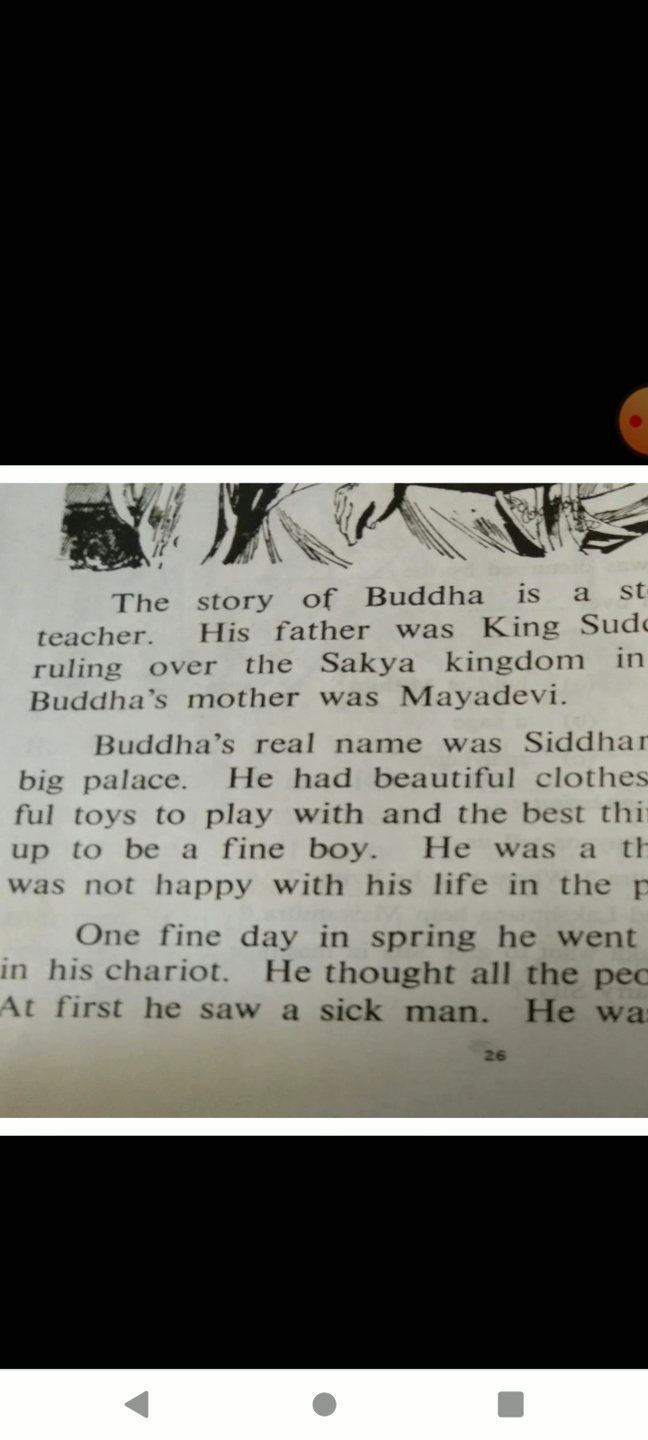 The story of Buddha is a
teacher. His father was King
ruling over the Sakya kingdom in
Buddha's mother was Mayadevi.
Buddha's real name was
big palace. He had beautiful clothes
ful toys to play with and the best
up to be a fine boy. He was a
was not happy with his life in the
One fine day in spring he went
in his chariot. He thought all the
At first he saw a sick man. He
26